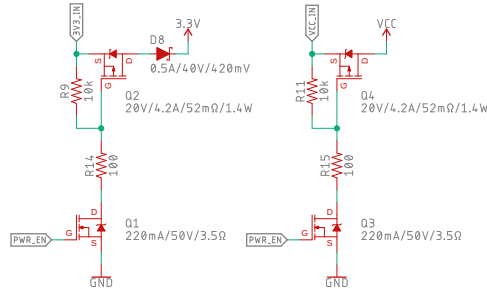 3V3_IN
D8
3.3V
0.5A/40V/420mV
S
D
G
R9
10k
Q2
20V/4.2A/52mΩ/1.4W
R14
100
D
G
S
Q1
220mA/50V/3.5Ω
PWR_EN
GND
VCC_IN
VCC
S
D
G
R11
10k
Q4
20V/4.2A/52mΩ/1.4W
R15
100
D
G
S
Q3
220mA/50V/3.5Ω
PWR_EN
GND